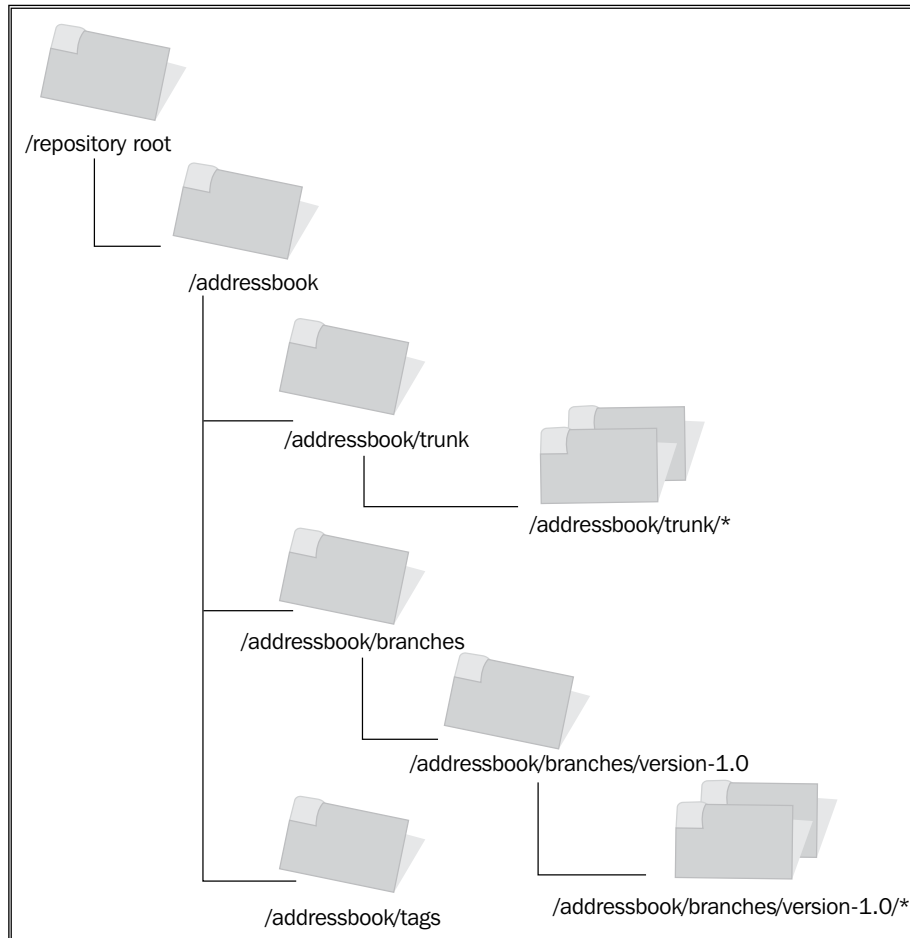 /repository root
/addressbook
/addressbook/trunk
/addressbook/trunk/*
/addressbook/branches
/addressbook/branches/version-1.0
/addressbook/branches/version-1.0/*
/addressbook/tags